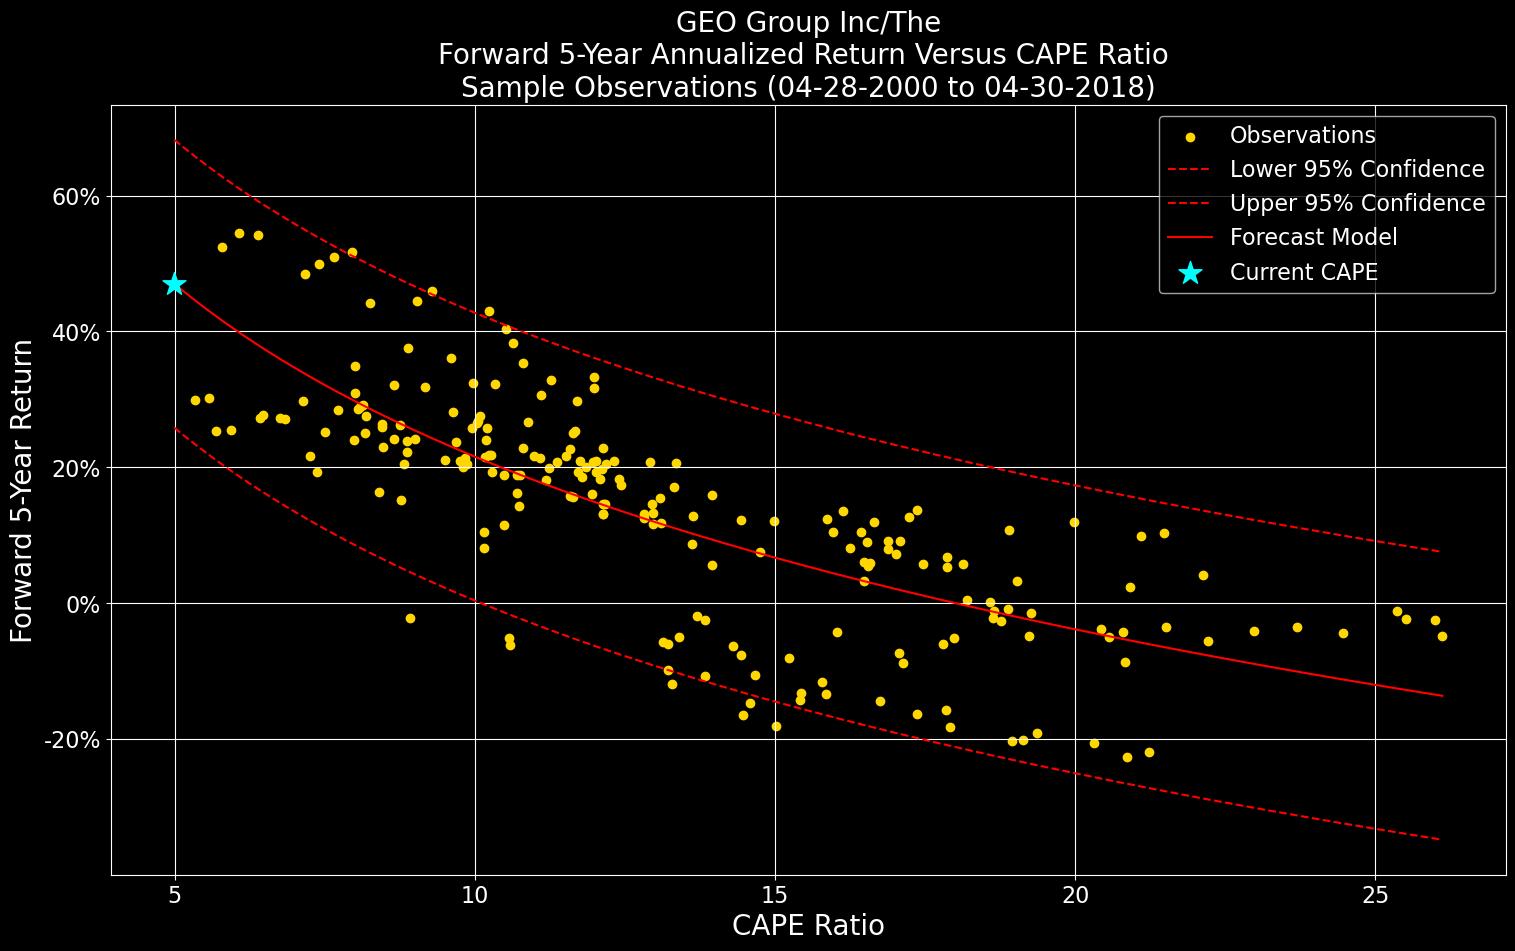 GEO Group Inc/The
Forward 5-Year Annualized Return Versus CAPE Ratio
Sample Observations (04-28-2000 to 04-30-2018)
Observations
Lower 95% Confidence
Upper 95% Confidence
Forecast Model
Current CAPE
Forward 5-Year Return
60%
40%
20%
0%
-20%
5
10
15
20
25
CAPE Ratio